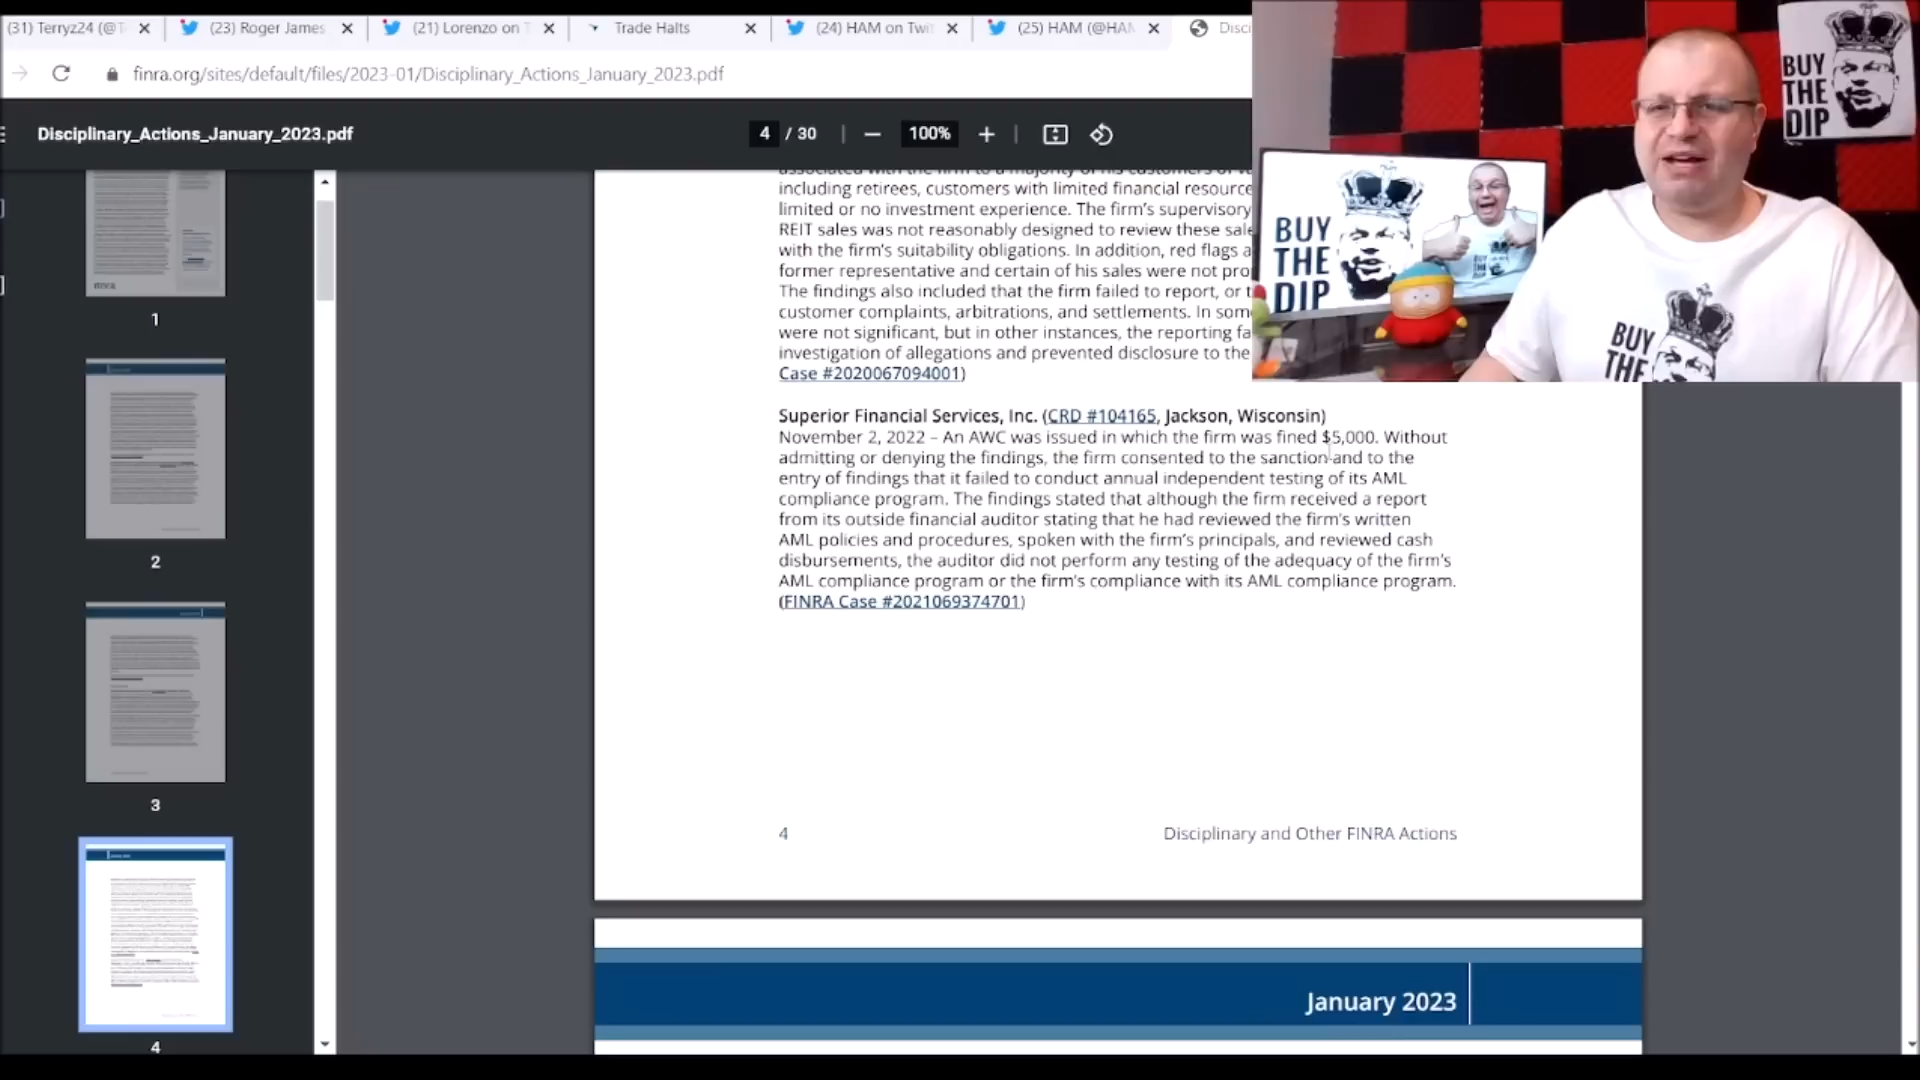 (31) Terryz24 (@T
(23) Roger James
(21) Lorenzo on T
Trade Halts
(24) HAM on Twit
(25) HAM (@HAM
Disci
finra.org/sites/default/files/2023-01/Disciplinary_Actions_January_2023.pdf
Disciplinary_Actions_January_2023.pdf
4 / 30
100%
1
2
3
4
associated with the firm to a majority of his customers
including retirees, customers with limited financial resource
limited or no investment experience. The firm's supervisory
REIT sales was not reasonably designed to review these sale
with the firm's suitability obligations. In addition, red flags a
former representative and certain of his sales were not pro
The findings also included that the firm failed to report, or t
customer complaints, arbitrations, and settlements. In som
were not significant, but in other instances, the reporting fa
investigation of allegations and prevented disclosure to the
Case #2020067094001)
Superior Financial Services, Inc. (CRD #104165, Jackson, Wisconsin)
November 2, 2022 – An AWC was issued in which the firm was fined $5,000. Without
admitting or denying the findings, the firm consented to the sanction and to the
entry of findings that it failed to conduct annual independent testing of its AML
compliance program. The findings stated that although the firm received a report
from its outside financial auditor stating that he had reviewed the firm's written
AML policies and procedures, spoken with the firm's principals, and reviewed cash
disbursements, the auditor did not perform any testing of the adequacy of the firm's
AML compliance program or the firm's compliance with its AML compliance program.
(FINRA Case #2021069374701)
4
Disciplinary and Other FINRA Actions
January 2023
BUY
THE
DIP
BUY
THE
DIP
BUY
THE